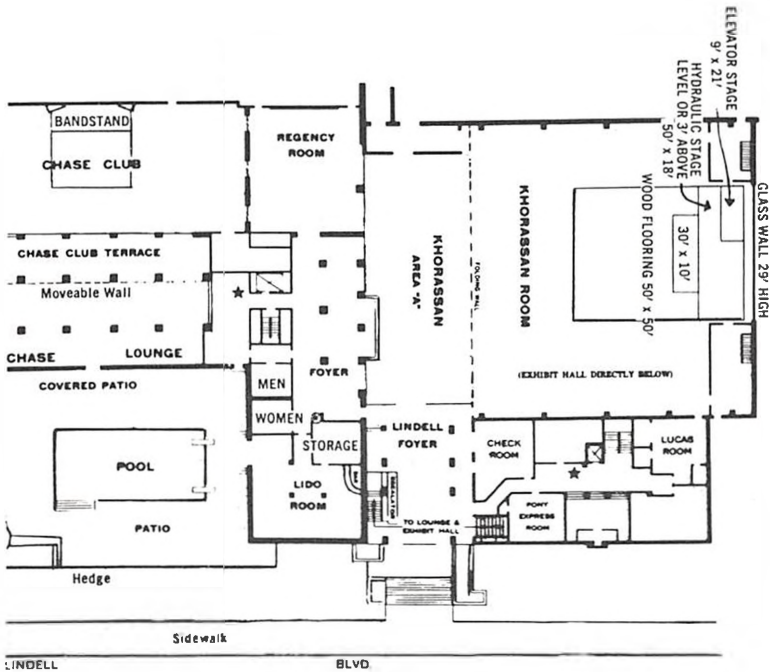 ELEVATOR STAGE
9' x 21'
HYDRAULIC STAGE
LEVEL OR 3' ABOVE
50' x 18'
BANDSTAND
CHASE CLUB
REGENCY
ROOM
GLASS WALL 29' HIGH
WOOD FLOORING 50' x 50'
30' x 10'
KHORASSAN ROOM
FOLDING WALL
KHORASSAN
AREA "A"
CHASE CLUB TERRACE
Moveable Wall
CHASE LOUNGE
FOYER
COVERED PATIO
MEN
WOMEN
STORAGE
(EXHIBIT HALL DIRECTLY BELOW)
LINDELL
FOYER
CHECK
ROOM
LUCAS
ROOM
POOL
BAR
LIDO
ROOM
ESCALATOR
TO LOUNGE &
EXHIBIT HALL
PONY
EXPRESS
ROOM
PATIO
Hedge
Sidewalk
LINDELL BLVD.